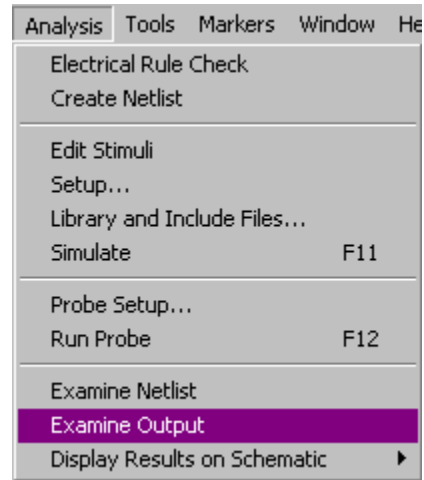 Analysis Tools Markers Window He
Electrical Rule Check
Create Netlist
Edit Stimuli
Setup...
Library and Include Files...
Simulate F11
Probe Setup...
Run Probe F12
Examine Netlist
Examine Output
Display Results on Schematic